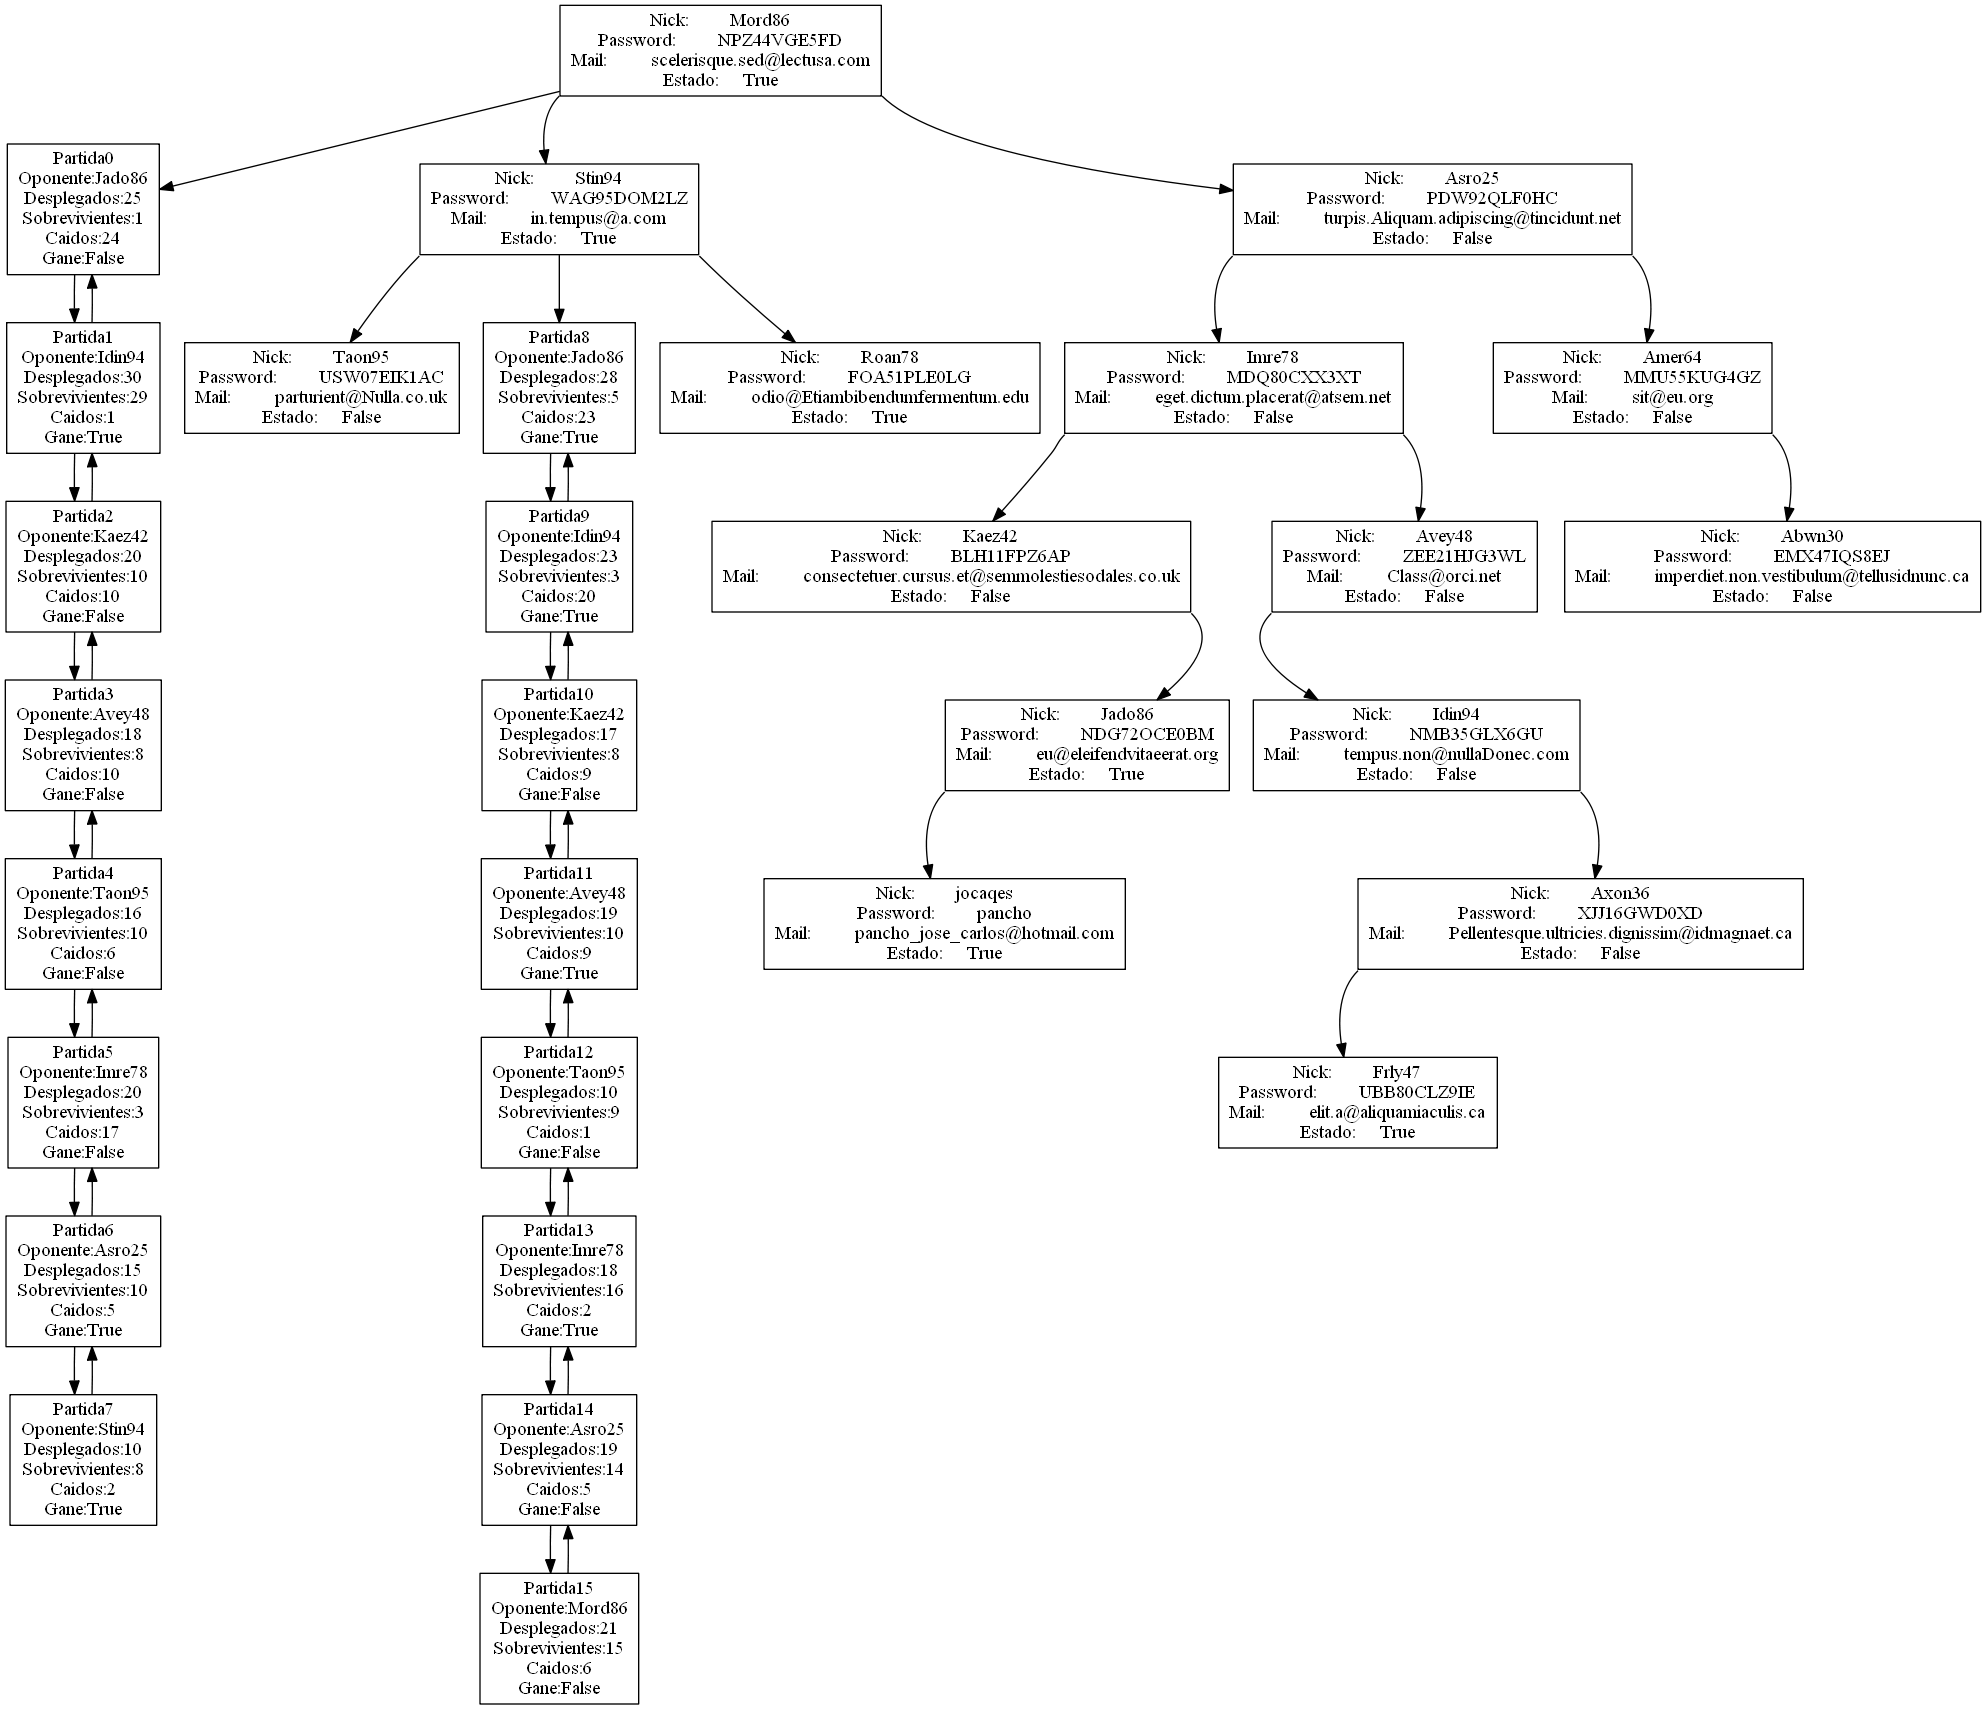 Nick: Mord86
Password: NPZ44VGE5FD
Mail: scelerisque.sed@lectusa.com
Estado: True
Partida0
Oponente:Jado86
Desplegados:25
Sobrevivientes:1
Caidos:24
Gane:False
Nick: Stin94
Password: WAG95DOM2LZ
Mail: in.tempus@a.com
Estado: True
Nick: Asro25
Password: PDW92QLF0HC
Mail: turpis.Aliquam.adipiscing@tincidunt.net
Estado: False
Partida1
Oponente:Idin94
Desplegados:30
Sobrevivientes:29
Caidos:1
Gane:True
Nick: Taon95
Password: USW07EIK1AC
Mail: parturient@Nulla.co.uk
Estado: False
Partida8
Oponente:Jado86
Desplegados:28
Sobrevivientes:5
Caidos:23
Gane:True
Nick: Roan78
Password: FOA51PLE0LG
Mail: odio@Etiambibendumfermentum.edu
Estado: True
Nick: Imre78
Password: MDQ80CXX3XT
Mail: eget.dictum.placerat@atsem.net
Estado: False
Nick: Amer64
Password: MMU55KUG4GZ
Mail: sit@eu.org
Estado: False
Partida2
Oponente:Kaez42
Desplegados:20
Sobrevivientes:10
Caidos:10
Gane:False
Partida9
Oponente:Idin94
Desplegados:23
Sobrevivientes:3
Caidos:20
Gane:True
Nick: Kaez42
Password: BLH11FPZ6AP
Mail: consectetuer.cursus.et@semmolestiesodales.co.uk
Estado: False
Nick: Avey48
Password: ZEE21HJG3WL
Mail: Class@orci.net
Estado: False
Nick: Abwn30
Password: EMX47IQS8EJ
Mail: imperdiet.non.vestibulum@tellusidnunc.ca
Estado: False
Partida3
Oponente:Avey48
Desplegados:18
Sobrevivientes:8
Caidos:10
Gane:False
Partida10
Oponente:Kaez42
Desplegados:17
Sobrevivientes:8
Caidos:9
Gane:False
Nick: Jado86
Password: NDG72OCE0BM
Mail: eu@eleifendvitaeerat.org
Estado: True
Nick: Idin94
Password: NMB35GLX6GU
Mail: tempus.non@nullaDonec.com
Estado: False
Partida4
Oponente:Taon95
Desplegados:16
Sobrevivientes:10
Caidos:6
Gane:False
Partida11
Oponente:Avey48
Desplegados:19
Sobrevivientes:10
Caidos:9
Gane:True
Nick: jocaqes
Password: pancho
Mail: pancho_jose_carlos@hotmail.com
Estado: True
Nick: Axon36
Password: XJJ16GWD0XD
Mail: Pellentesque.ultricies.dignissim@idmagnaet.ca
Estado: False
Partida5
Oponente:Imre78
Desplegados:20
Sobrevivientes:3
Caidos:17
Gane:False
Partida12
Oponente:Taon95
Desplegados:10
Sobrevivientes:9
Caidos:1
Gane:False
Nick: Frly47
Password: UBB80CLZ9IE
Mail: elit.a@aliquamiaculis.ca
Estado: True
Partida6
Oponente:Asro25
Desplegados:15
Sobrevivientes:10
Caidos:5
Gane:True
Partida13
Oponente:Imre78
Desplegados:18
Sobrevivientes:16
Caidos:2
Gane:True
Partida7
Oponente:Stin94
Desplegados:10
Sobrevivientes:8
Caidos:2
Gane:True
Partida14
Oponente:Asro25
Desplegados:19
Sobrevivientes:14
Caidos:5
Gane:False
Partida15
Oponente:Mord86
Desplegados:21
Sobrevivientes:15
Caidos:6
Gane:False